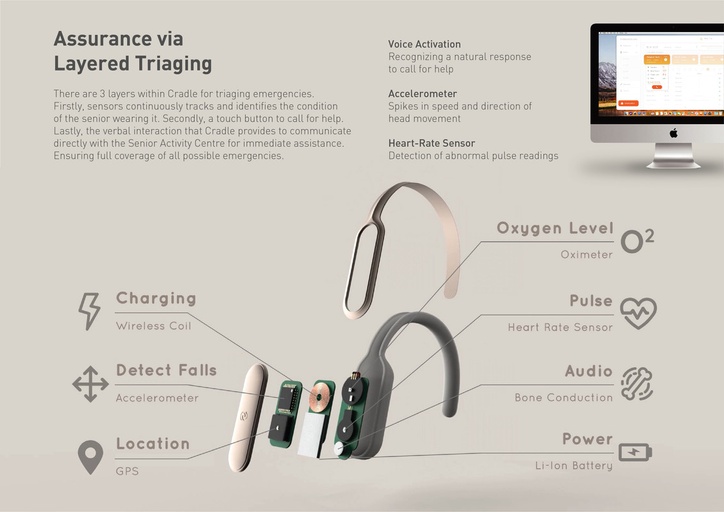 Assurance via
Layered Triaging
There are 3 layers within Cradle for triaging emergencies.
Firstly, sensors continuously tracks and identifies the condition
of the senior wearing it. Secondly, a touch button to call for help.
Lastly, the verbal interaction that Cradle provides to communicate
directly with the Senior Activity Centre for immediate assistance.
Ensuring full coverage of all possible emergencies.
Voice Activation
Recognizing a natural response
to call for help
Accelerometer
Spikes in speed and direction of
head movement
Heart-Rate Sensor
Detection of abnormal pulse readings
Charging
Wireless Coil
Detect Falls
Accelerometer
Location
GPS
Oxygen Level
Oximeter
O²
Pulse
Heart Rate Sensor
Audio
Bone Conduction
Power
Li-Ion Battery